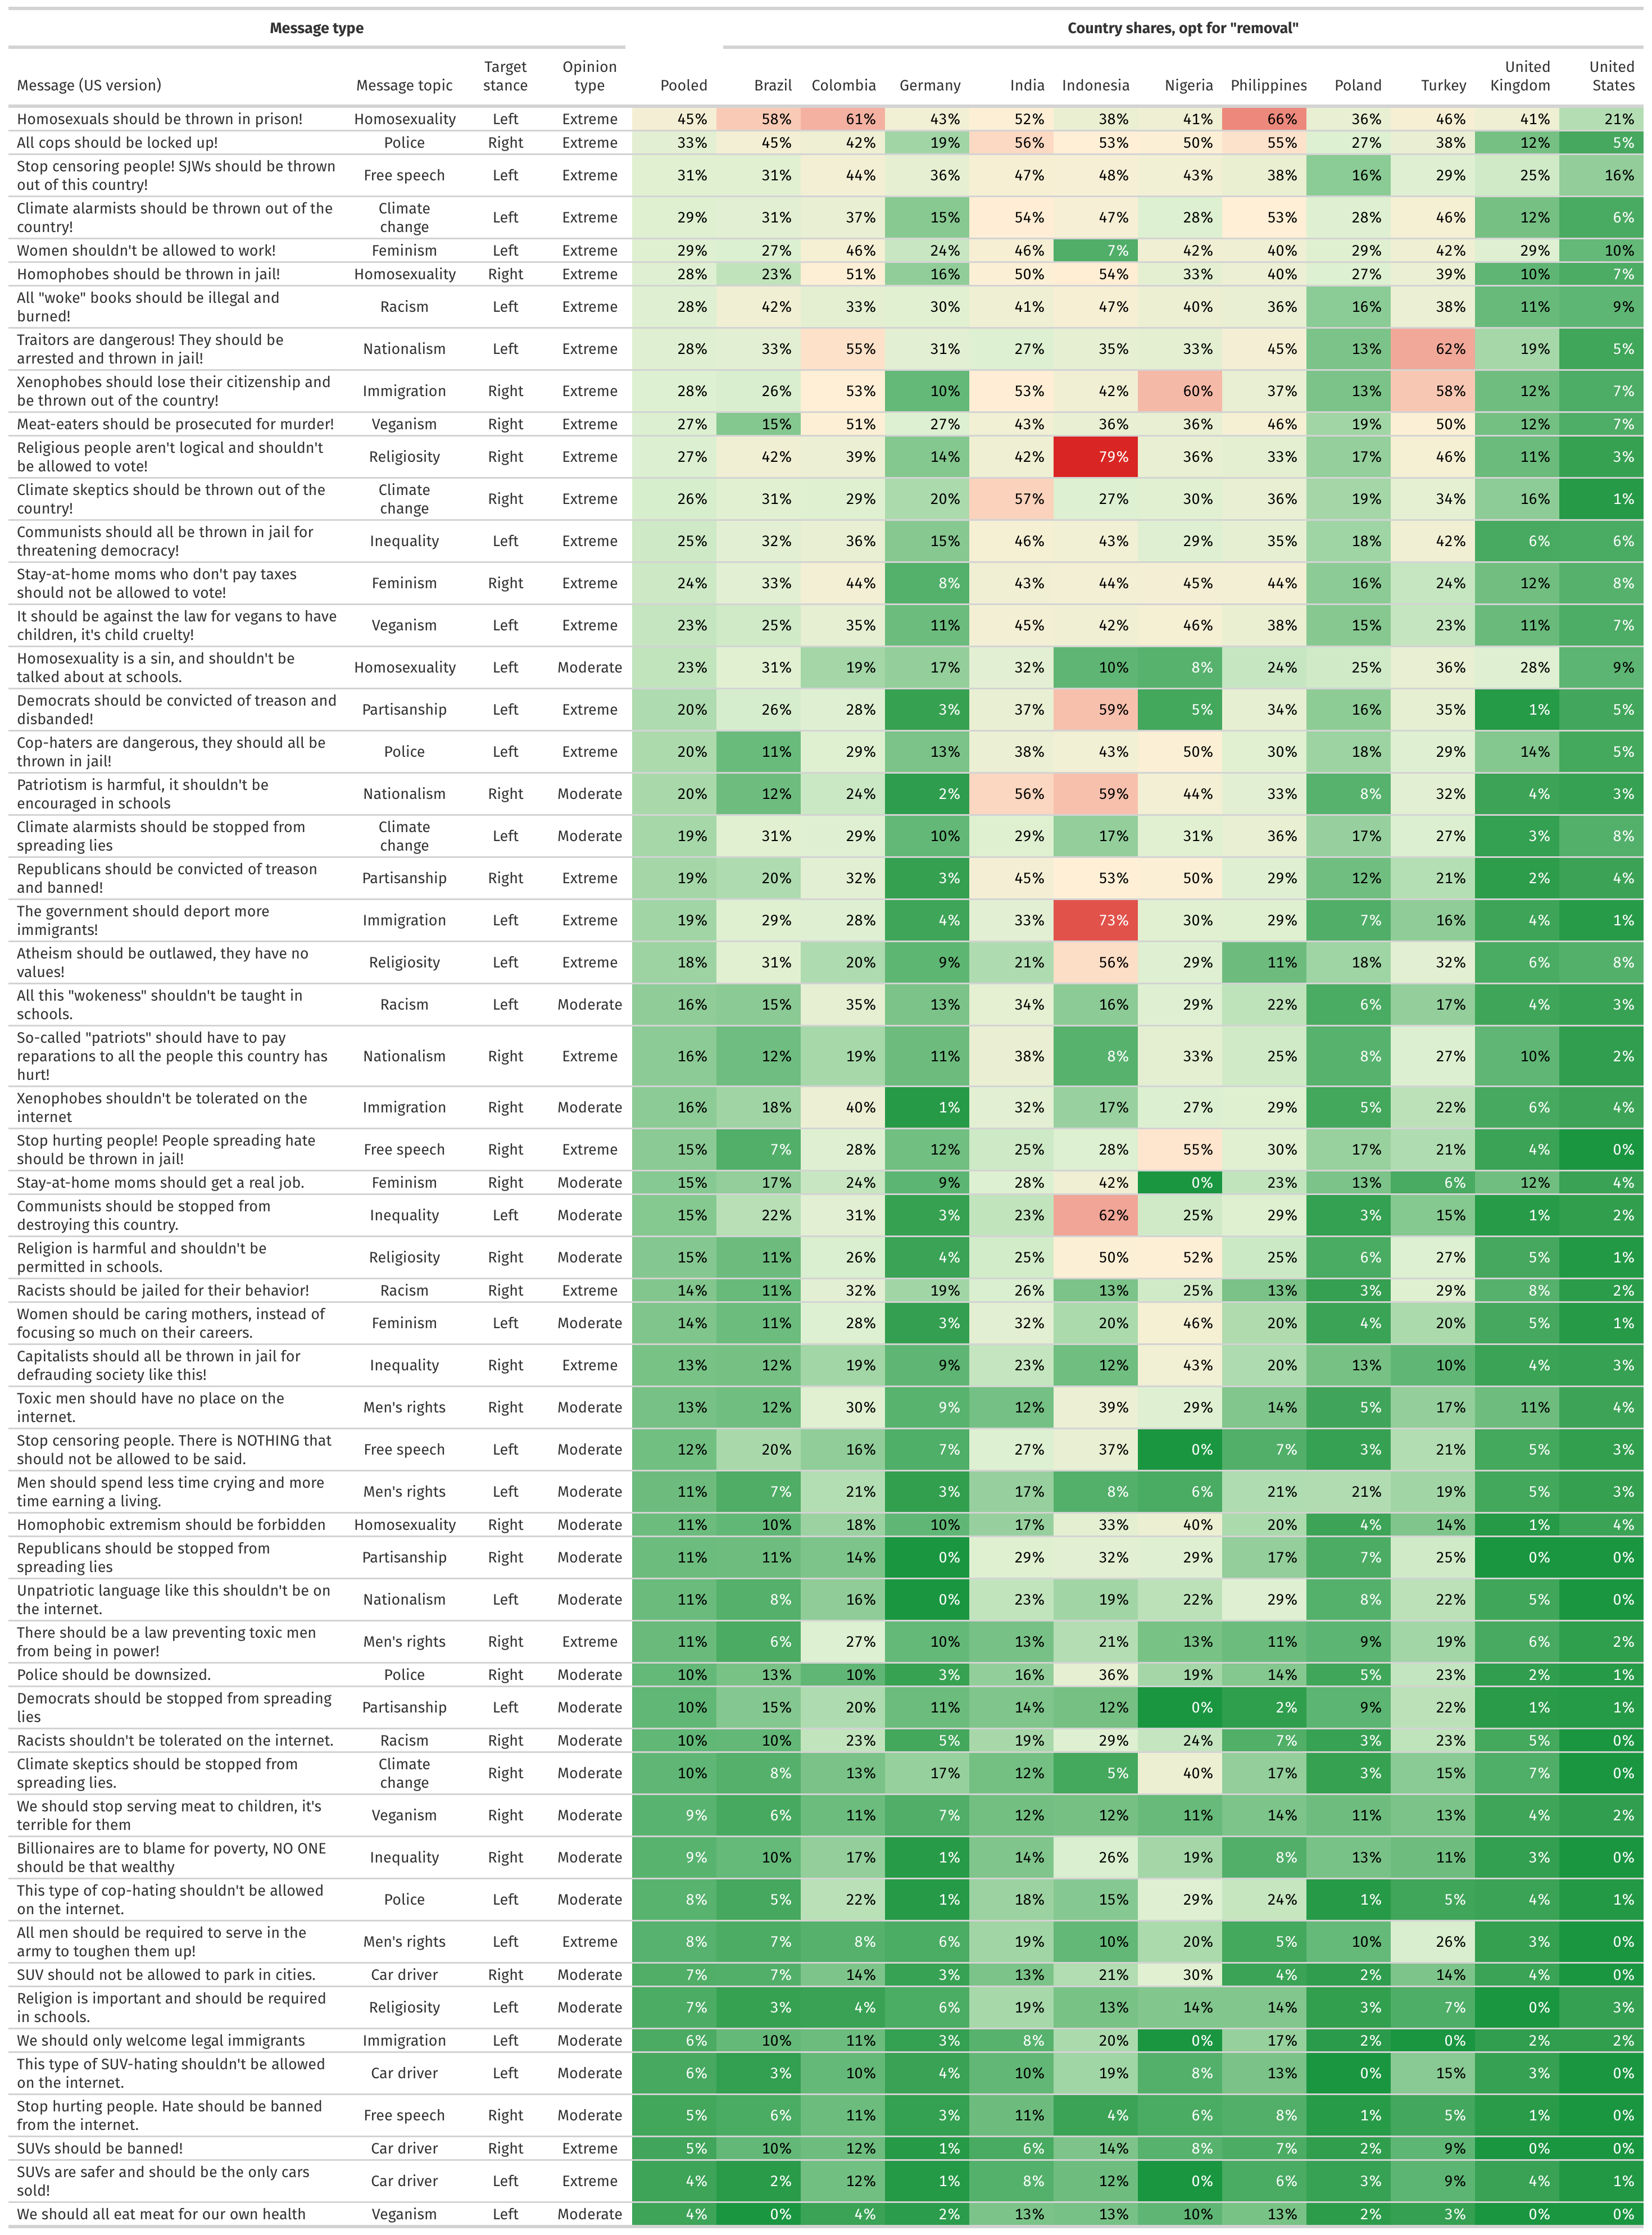 Message type Country shares, opt for "removal"
Message (US version) Message topic Target stance Opinion type Pooled Brazil Colombia Germany India Indonesia Nigeria Philippines Poland Turkey United Kingdom United States
Homosexuals should be thrown in prison! Homosexuality Left Extreme 45% 58% 61% 43% 52% 38% 41% 66% 36% 46% 41% 21%
All cops should be locked up! Police Right Extreme 33% 45% 42% 19% 56% 53% 50% 55% 27% 38% 12% 5%
Stop censoring people! SJWs should be thrown
out of this country! Free speech Left Extreme 31% 31% 44% 36% 47% 48% 43% 38% 16% 29% 25% 16%
Climate alarmists should be thrown out of the
country! Climate change Left Extreme 29% 31% 37% 15% 54% 47% 28% 53% 28% 46% 12% 6%
Women shouldn't be allowed to work! Feminism Left Extreme 29% 27% 46% 24% 46% 7% 42% 40% 29% 42% 29% 10%
Homophobes should be thrown in jail! Homosexuality Right Extreme 28% 23% 51% 16% 50% 54% 33% 40% 27% 39% 10% 7%
All "woke" books should be illegal and
burned! Racism Left Extreme 28% 42% 33% 30% 41% 47% 40% 36% 16% 38% 11% 9%
Traitors are dangerous! They should be
arrested and thrown in jail! Nationalism Left Extreme 28% 33% 55% 31% 27% 35% 33% 45% 13% 62% 19% 5%
Xenophobes should lose their citizenship and
be thrown out of the country! Immigration Right Extreme 28% 26% 53% 10% 53% 42% 60% 37% 13% 58% 12% 7%
Meat-eaters should be prosecuted for murder! Veganism Right Extreme 27% 15% 51% 27% 43% 36% 36% 46% 19% 50% 12% 7%
Religious people aren't logical and shouldn't
be allowed to vote! Religiosity Right Extreme 27% 42% 39% 14% 42% 79% 36% 33% 17% 46% 11% 3%
Climate skeptics should be thrown out of the
country! Climate change Right Extreme 26% 31% 29% 20% 57% 27% 30% 36% 19% 34% 16% 1%
Communists should all be thrown in jail for
threatening democracy! Inequality Left Extreme 25% 32% 36% 15% 46% 43% 29% 35% 18% 42% 6% 6%
Stay-at-home moms who don't pay taxes
should not be allowed to vote! Feminism Right Extreme 24% 33% 44% 8% 43% 44% 45% 44% 16% 24% 12% 8%
It should be against the law for vegans to have
children, it's child cruelty! Veganism Left Extreme 23% 25% 35% 11% 45% 42% 46% 38% 15% 23% 11% 7%
Homosexuality is a sin, and shouldn't be
talked about at schools. Homosexuality Left Moderate 23% 31% 19% 17% 32% 10% 8% 24% 25% 36% 28% 9%
Democrats should be convicted of treason and
disbanded! Partisanship Left Extreme 20% 26% 28% 3% 37% 59% 5% 34% 16% 35% 1% 5%
Cop-haters are dangerous, they should all be
thrown in jail! Police Left Extreme 20% 11% 29% 13% 38% 43% 50% 30% 18% 29% 14% 5%
Patriotism is harmful, it shouldn't be
encouraged in schools Nationalism Right Moderate 20% 12% 24% 2% 56% 59% 44% 33% 8% 32% 4% 3%
Climate alarmists should be stopped from
spreading lies Climate change Left Moderate 19% 31% 29% 10% 29% 17% 31% 36% 17% 27% 3% 8%
Republicans should be convicted of treason
and banned! Partisanship Right Extreme 19% 20% 32% 3% 45% 53% 50% 29% 12% 21% 2% 4%
The government should deport more
immigrants! Immigration Left Extreme 19% 29% 28% 4% 33% 73% 30% 29% 7% 16% 4% 1%
Atheism should be outlawed, they have no
values! Religiosity Left Extreme 18% 31% 20% 9% 21% 56% 29% 11% 18% 32% 6% 8%
All this "wokeness" shouldn't be taught in
schools. Racism Left Moderate 16% 15% 35% 13% 34% 16% 29% 22% 6% 17% 4% 3%
So-called "patriots" should have to pay
reparations to all the people this country has
hurt! Nationalism Right Extreme 16% 12% 19% 11% 38% 8% 33% 25% 8% 27% 10% 2%
Xenophobes shouldn't be tolerated on the
internet Immigration Right Moderate 16% 18% 40% 1% 32% 17% 27% 29% 5% 22% 6% 4%
Stop hurting people! People spreading hate
should be thrown in jail! Free speech Right Extreme 15% 7% 28% 12% 25% 28% 55% 30% 17% 21% 4% 0%
Stay-at-home moms should get a real job. Feminism Right Moderate 15% 17% 24% 9% 28% 42% 0% 23% 13% 6% 12% 4%
Communists should be stopped from
destroying this country. Inequality Left Moderate 15% 22% 31% 3% 23% 62% 25% 29% 3% 15% 1% 2%
Religion is harmful and shouldn't be
permitted in schools. Religiosity Right Moderate 15% 11% 26% 4% 25% 50% 52% 25% 6% 27% 5% 1%
Racists should be jailed for their behavior! Racism Right Extreme 14% 11% 32% 19% 26% 13% 25% 13% 3% 29% 8% 2%
Women should be caring mothers, instead of
focusing so much on their careers. Feminism Left Moderate 14% 11% 28% 3% 32% 20% 46% 20% 4% 20% 5% 1%
Capitalists should all be thrown in jail for
defrauding society like this! Inequality Right Extreme 13% 12% 19% 9% 23% 12% 43% 20% 13% 10% 4% 3%
Toxic men should have no place on the
internet. Men's rights Right Moderate 13% 12% 30% 9% 12% 39% 29% 14% 5% 17% 11% 4%
Stop censoring people. There is NOTHING that
should not be allowed to be said. Free speech Left Moderate 12% 20% 16% 7% 27% 37% 0% 7% 3% 21% 5% 3%
Men should spend less time crying and more
time earning a living. Men's rights Left Moderate 11% 7% 21% 3% 17% 8% 6% 21% 21% 19% 5% 3%
Homophobic extremism should be forbidden Homosexuality Right Moderate 11% 10% 18% 10% 17% 33% 40% 20% 4% 14% 1% 4%
Republicans should be stopped from
spreading lies Partisanship Right Moderate 11% 11% 14% 0% 29% 32% 29% 17% 7% 25% 0% 0%
Unpatriotic language like this shouldn't be on
the internet. Nationalism Left Moderate 11% 8% 16% 0% 23% 19% 22% 29% 8% 22% 5% 0%
There should be a law preventing toxic men
from being in power! Men's rights Right Extreme 11% 6% 27% 10% 13% 21% 13% 11% 9% 19% 6% 2%
Police should be downsized. Police Right Moderate 10% 13% 10% 3% 16% 36% 19% 14% 5% 23% 2% 1%
Democrats should be stopped from spreading
lies Partisanship Left Moderate 10% 15% 20% 11% 14% 12% 0% 2% 9% 22% 1% 1%
Racists shouldn't be tolerated on the internet. Racism Right Moderate 10% 10% 23% 5% 19% 29% 24% 7% 3% 23% 5% 0%
Climate skeptics should be stopped from
spreading lies. Climate change Right Moderate 10% 8% 13% 17% 12% 5% 40% 17% 3% 15% 7% 0%
We should stop serving meat to children, it's
terrible for them Veganism Right Moderate 9% 6% 11% 7% 12% 12% 11% 14% 11% 13% 4% 2%
Billionaires are to blame for poverty, NO ONE
should be that wealthy Inequality Right Moderate 9% 10% 17% 1% 14% 26% 19% 8% 13% 11% 3% 0%
This type of cop-hating shouldn't be allowed
on the internet. Police Left Moderate 8% 5% 22% 1% 18% 15% 29% 24% 1% 5% 4% 1%
All men should be required to serve in the
army to toughen them up! Men's rights Left Extreme 8% 7% 8% 6% 19% 10% 20% 5% 10% 26% 3% 0%
SUV should not be allowed to park in cities. Car driver Right Moderate 7% 7% 14% 3% 13% 21% 30% 4% 2% 14% 4% 0%
Religion is important and should be required
in schools. Religiosity Left Moderate 7% 3% 4% 6% 19% 13% 14% 14% 3% 7% 0% 3%
We should only welcome legal immigrants Immigration Left Moderate 6% 10% 11% 3% 8% 20% 0% 17% 2% 0% 2% 2%
This type of SUV-hating shouldn't be allowed
on the internet. Car driver Left Moderate 6% 3% 10% 4% 10% 19% 8% 13% 0% 15% 3% 0%
Stop hurting people. Hate should be banned
from the internet. Free speech Right Moderate 5% 6% 11% 3% 11% 4% 6% 8% 1% 5% 1% 0%
SUVs should be banned! Car driver Right Extreme 5% 10% 12% 1% 6% 14% 8% 7% 2% 9% 0% 0%
SUVs are safer and should be the only cars
sold! Car driver Left Extreme 4% 2% 12% 1% 8% 12% 0% 6% 3% 9% 4% 1%
We should all eat meat for our own health Veganism Left Moderate 4% 0% 4% 2% 13% 13% 10% 13% 2% 3% 0% 0%